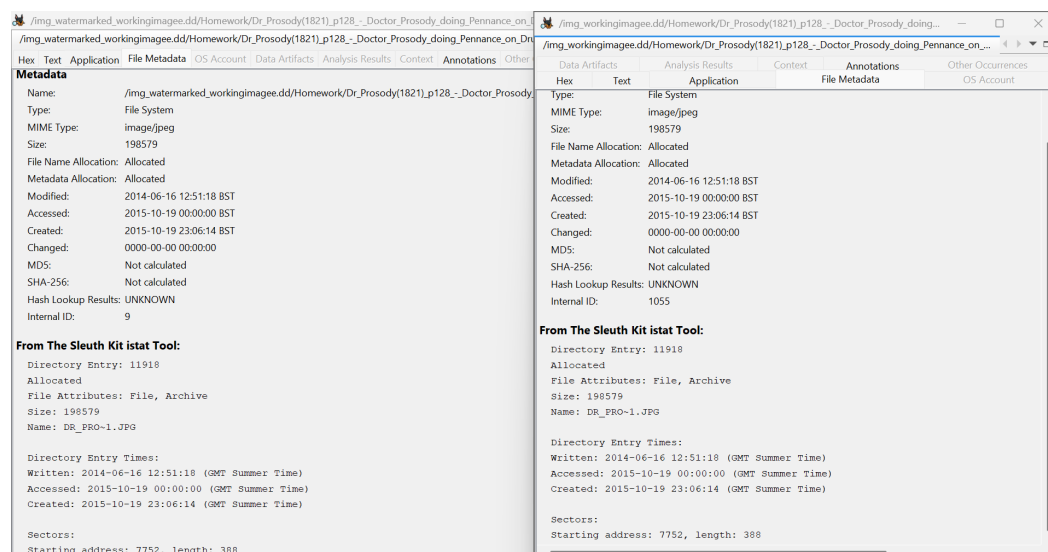 /img_watermarked_workingimagee.dd/Homework/Dr_Prosody(1821)_p128_-_Doctor_Prosody_doing_Pennance_on_
/img_watermarked_workingimagee.dd/Homework/Dr_Prosody(1821)_p128_-_Doctor_Prosody_doing_Pennance_on_Dru
Hex Text Application File Metadata OS Account Data Artifacts Analysis Results Context Annotations Other
Metadata
Name: /img_watermarked_workingimagee.dd/Homework/Dr_Prosody(1821)_p128_-_Doctor_Prosody_
Type: File System
MIME Type: image/jpeg
Size: 198579
File Name Allocation: Allocated
Metadata Allocation: Allocated
Modified: 2014-06-16 12:51:18 BST
Accessed: 2015-10-19 00:00:00 BST
Created: 2015-10-19 23:06:14 BST
Changed: 0000-00-00 00:00:00
MD5: Not calculated
SHA-256: Not calculated
Hash Lookup Results: UNKNOWN
Internal ID: 9
From The Sleuth Kit istat Tool:
Directory Entry: 11918
Allocated
File Attributes: File, Archive
Size: 198579
Name: DR_PRO~1.JPG
Directory Entry Times:
Written: 2014-06-16 12:51:18 (GMT Summer Time)
Accessed: 2015-10-19 00:00:00 (GMT Summer Time)
Created: 2015-10-19 23:06:14 (GMT Summer Time)
Sectors:
Starting address: 7752, length: 388
/img_workingimagee.dd/Homework/Dr_Prosody(1821)_p128_-_Doctor_Prosody_doing...
/img_workingimagee.dd/Homework/Dr_Prosody(1821)_p128_-_Doctor_Prosody_doing_Pennance_on_...
Data Artifacts Analysis Results Context Annotations Other Occurrences
Hex Text Application File Metadata OS Account
Type: File System
MIME Type: image/jpeg
Size: 198579
File Name Allocation: Allocated
Metadata Allocation: Allocated
Modified: 2014-06-16 12:51:18 BST
Accessed: 2015-10-19 00:00:00 BST
Created: 2015-10-19 23:06:14 BST
Changed: 0000-00-00 00:00:00
MD5: Not calculated
SHA-256: Not calculated
Hash Lookup Results: UNKNOWN
Internal ID: 1055
From The Sleuth Kit istat Tool:
Directory Entry: 11918
Allocated
File Attributes: File, Archive
Size: 198579
Name: DR_PRO~1.JPG
Directory Entry Times:
Written: 2014-06-16 12:51:18 (GMT Summer Time)
Accessed: 2015-10-19 00:00:00 (GMT Summer Time)
Created: 2015-10-19 23:06:14 (GMT Summer Time)
Sectors:
Starting address: 7752, length: 388